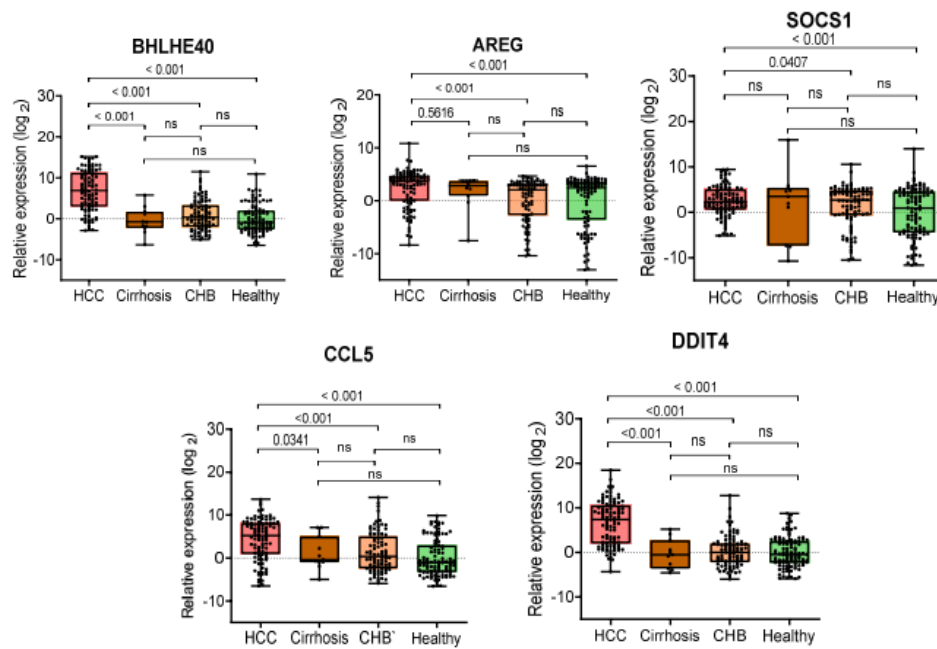 BHLHE40
< 0.001
< 0.001
< 0.001
ns
ns
ns
Relative expression (log 2)
30
20
10
0
-10
HCC
Cirrhosis
CHB
Healthy
AREG
< 0.001
< 0.001
0.5616
ns
ns
ns
Relative expression (log 2)
20
10
0
-10
HCC
Cirrhosis
CHB
Healthy
SOCS1
< 0.001
0.0407
ns
ns
ns
ns
Relative expression (log 2)
30
20
10
0
-10
HCC
Cirrhosis
CHB
Healthy
CCL5
< 0.001
<0.001
0.0341
ns
ns
ns
Relative expression (log 2)
30
20
10
0
-10
HCC
Cirrhosis
CHB`
Healthy
DDIT4
< 0.001
<0.001
<0.001
ns
ns
ns
Relative expression (log 2)
30
20
10
0
-10
HCC
Cirrhosis
CHB
Healthy